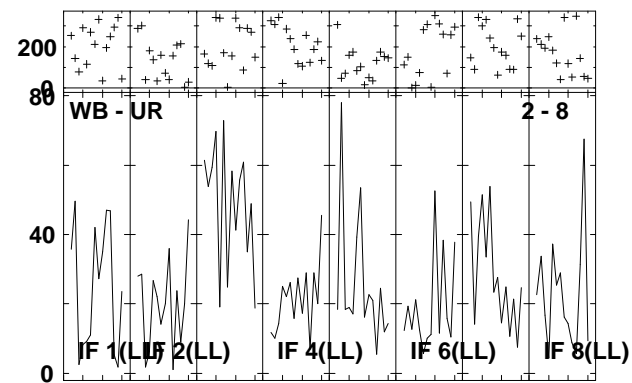 200
0
80
WB - UR 2 - 8
40
IF 1(LL) IF 2(LL) IF 4(LL) IF 6(LL) IF 8(LL)
0